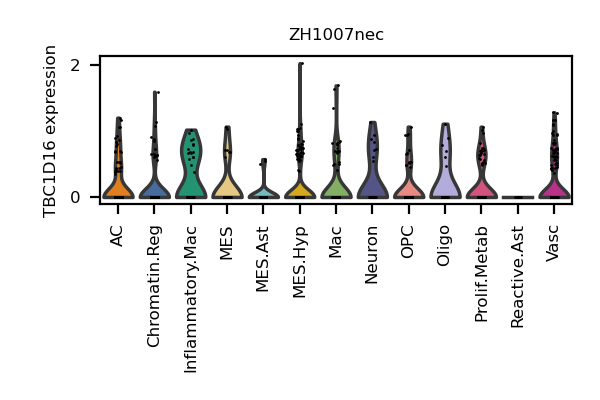 ZH1007nec
TBC1D16 expression
2
0
AC
Chromatin.Reg
Inflammatory.Mac
MES
MES.Ast
MES.Hyp
Mac
Neuron
OPC
Oligo
Prolif.Metab
Reactive.Ast
Vasc